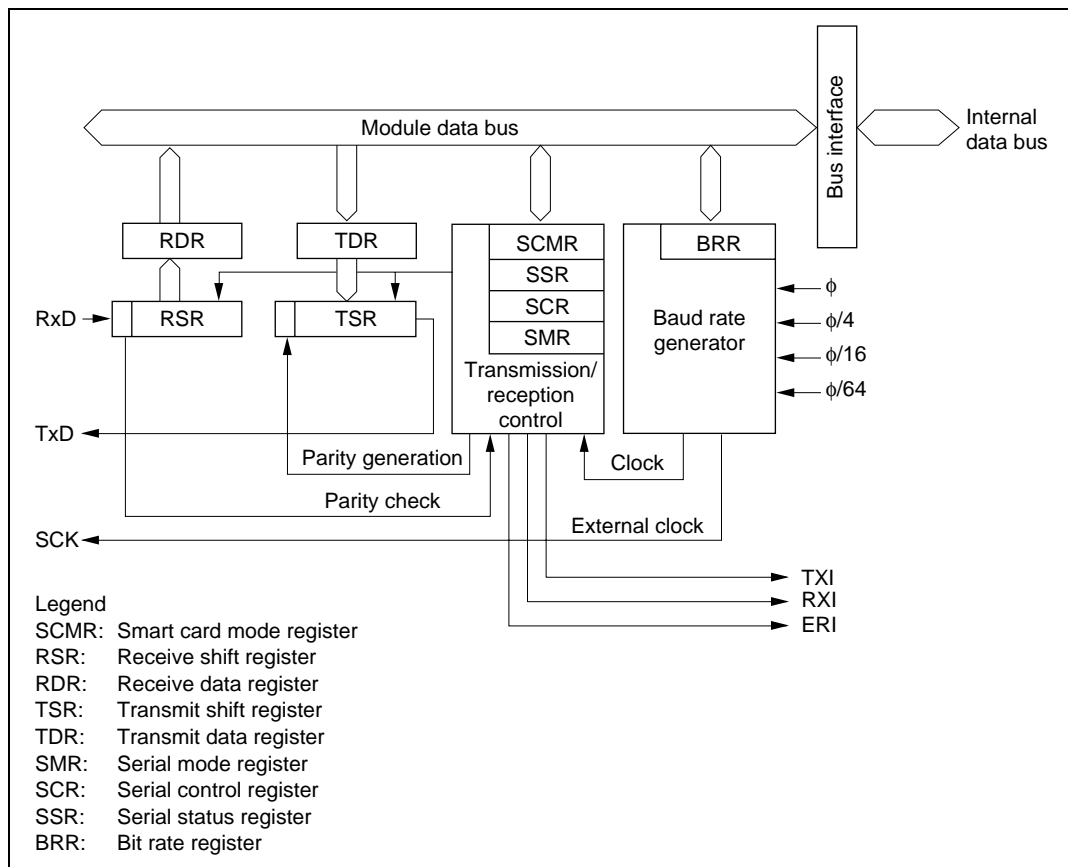 Module data bus
Bus interface
Internal
data bus
RDR
TDR
SCMR
BRR
SSR
SCR
SMR
RxD
RSR
TSR
Baud rate
generator
ϕ
ϕ/4
ϕ/16
ϕ/64
Transmission/
reception
control
TxD
Parity generation
Clock
Parity check
SCK
External clock
TXI
RXI
ERI
Legend
SCMR: Smart card mode register
RSR: Receive shift register
RDR: Receive data register
TSR: Transmit shift register
TDR: Transmit data register
SMR: Serial mode register
SCR: Serial control register
SSR: Serial status register
BRR: Bit rate register